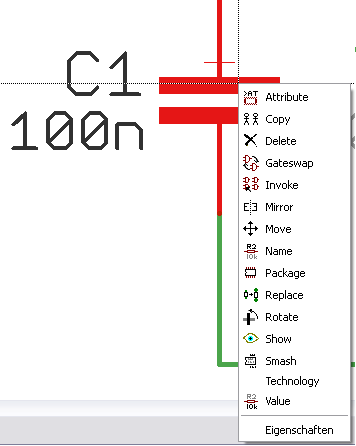 C1
100n
Attribute
Copy
Delete
Gateswap
Invoke
Mirror
Move
Name
Package
Replace
Rotate
Show
Smash
Technology
Value
Eigenschaften